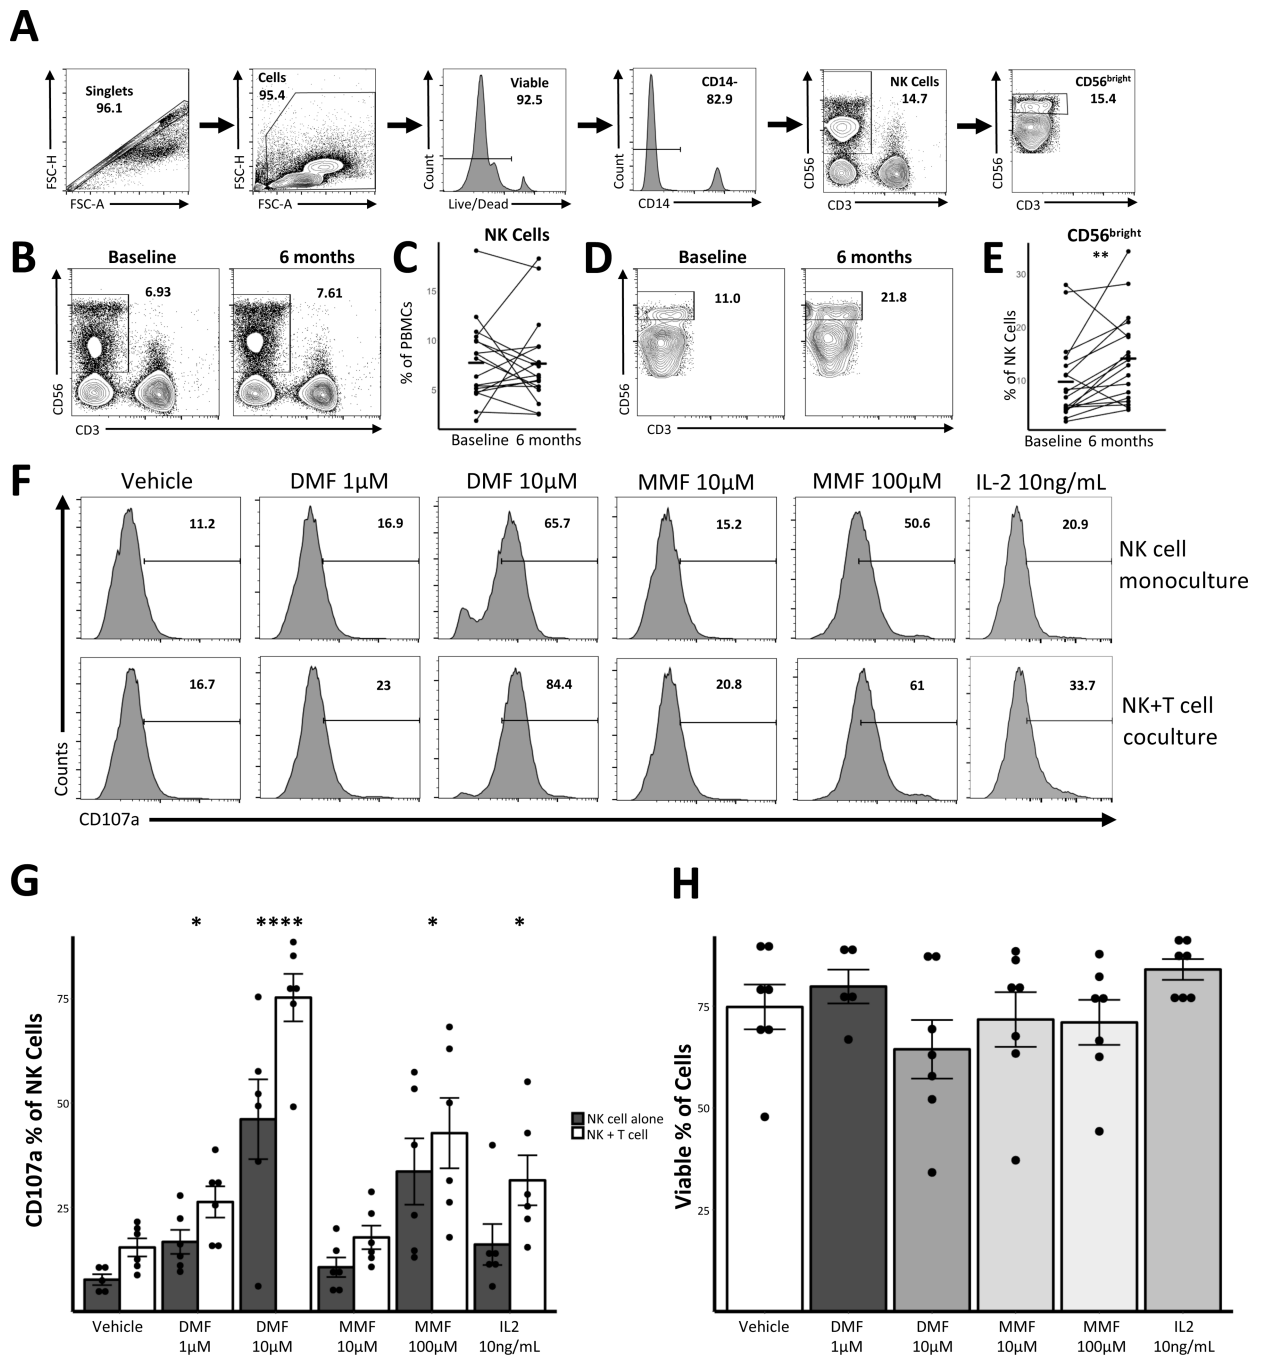 A
Singlets
96.1
FSC-H
FSC-A
Cells
95.4
FSC-H
FSC-A
Viable
92.5
Count
Live/Dead
CD14-
82.9
Count
CD14
NK Cells
14.7
CD56
CD3
CD56bright
15.4
CD56
CD3
B
Baseline
6 months
6.93
7.61
CD56
CD3
C
NK Cells
% of PBMCs
15
10
5
Baseline 6 months
D
Baseline
6 months
11.0
21.8
CD56
CD3
E
CD56bright
**
% of NK Cells
30
20
10
Baseline 6 months
F
Vehicle
DMF 1µM
DMF 10µM
MMF 10µM
MMF 100µM
IL-2 10ng/mL
11.2
16.9
65.7
15.2
50.6
20.9
NK cell
monoculture
16.7
23
84.4
20.8
61
33.7
NK+T cell
coculture
Counts
CD107a
G
* **** * *
CD107a % of NK Cells
75
50
25
NK cell alone
NK + T cell
Vehicle
DMF
1µM
DMF
10µM
MMF
10µM
MMF
100µM
IL2
10ng/mL
H
Viable % of Cells
75
50
25
Vehicle
DMF
1µM
DMF
10µM
MMF
10µM
MMF
100µM
IL2
10ng/mL